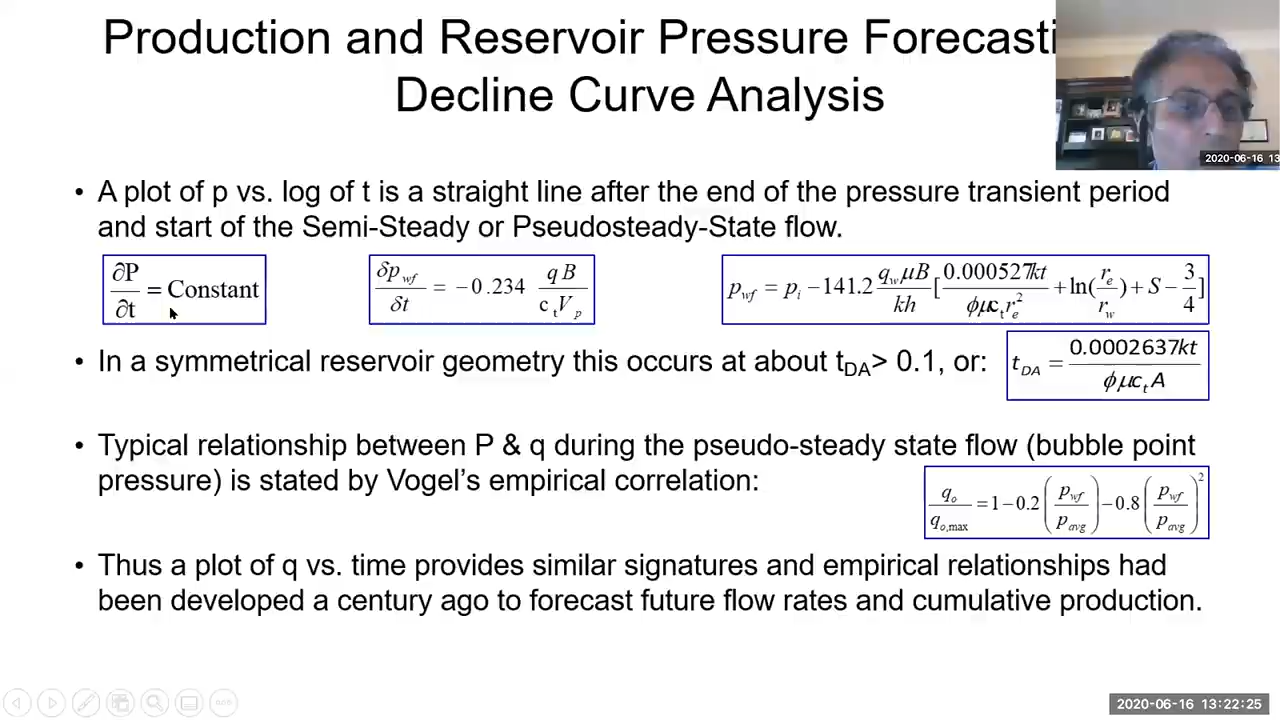 Production and Reservoir Pressure Forecasti
Decline Curve Analysis
2020-06-16 13
• A plot of p vs. log of t is a straight line after the end of the pressure transient period
and start of the Semi-Steady or Pseudosteady-State flow.
∂P/∂t = Constant
δp_wf/δt = −0.234 qB/(c_t V_p)
p_wf = p_i − 141.2 (q_w μB/kh) [0.000527kt/(ϕμc_t r_e^2) + ln(r_e/r_w) + S − 3/4]
• In a symmetrical reservoir geometry this occurs at about t_DA> 0.1, or:
t_DA = 0.0002637kt/(ϕμc_t A)
• Typical relationship between P & q during the pseudo-steady state flow (bubble point
pressure) is stated by Vogel’s empirical correlation:
q_o/q_o,max = 1 − 0.2 (p_wf/p_avg) − 0.8 (p_wf/p_avg)^2
• Thus a plot of q vs. time provides similar signatures and empirical relationships had
been developed a century ago to forecast future flow rates and cumulative production.
2020-06-16 13:22:25